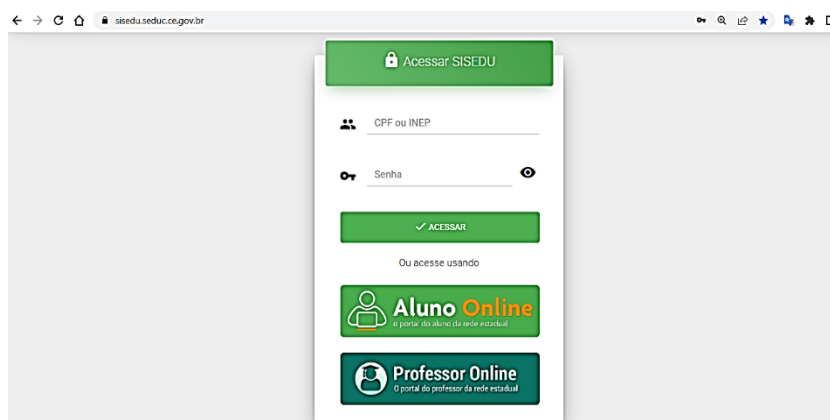 sisedu.seduc.ce.gov.br
Acessar SISEDU
CPF ou INEP
Senha
ACESSAR
Ou acesse usando
Aluno Online
o portal do aluno da rede estadual
Professor Online
O portal do professor da rede estadual